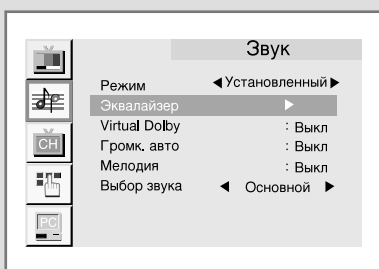 Звук
Режим ◀ Установленный ▶
Эквалайзер ▶
Virtual Dolby : Выкл
Громк. авто : Выкл
CH
Мелодия : Выкл
Выбор звука ◀ Основной ▶
PC